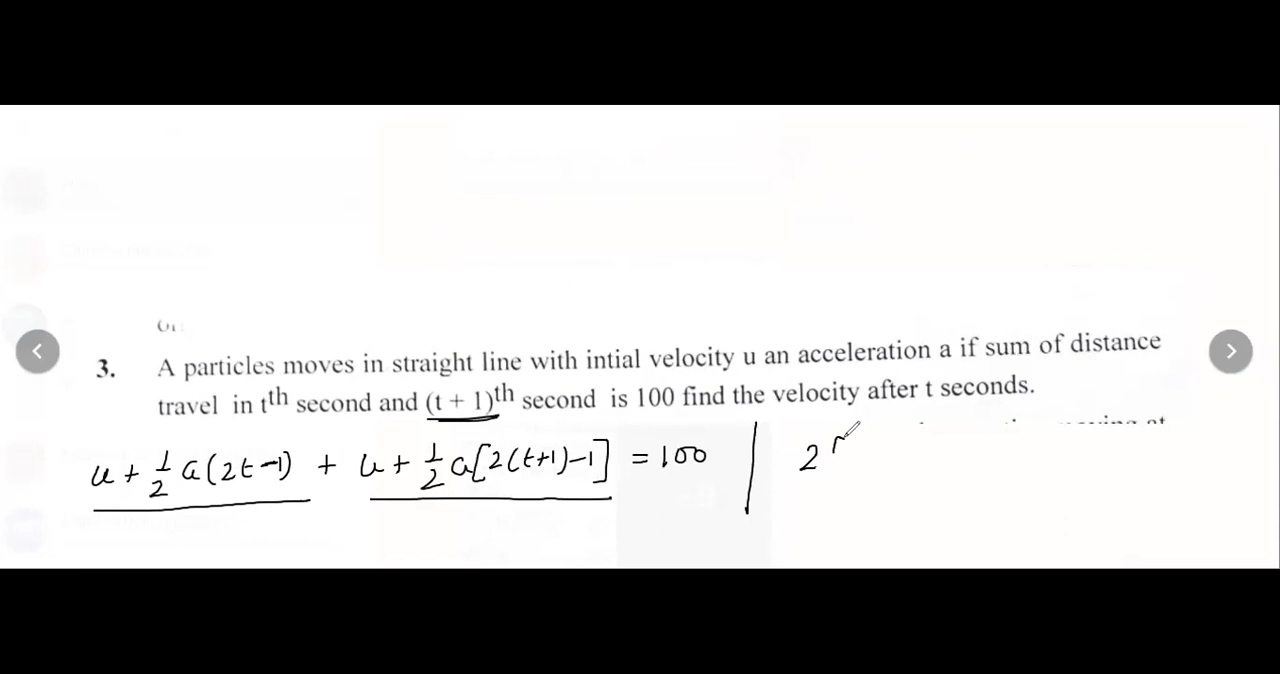 3. A particles moves in straight line with intial velocity u an acceleration a if sum of distance
travel in tth second and (t + 1)th second is 100 find the velocity after t seconds.
u + 1/2 a(2t-1) + u + 1/2 a[2(t+1)-1] = 100 | 2